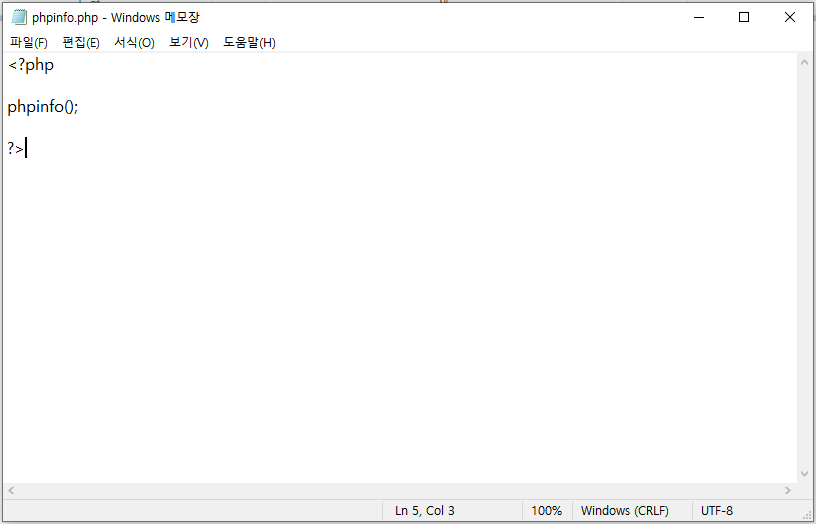 phpinfo.php - Windows 메모장
파일(F) 편집(E) 서식(O) 보기(V) 도움말(H)
<?php
phpinfo();
?>
Ln 5, Col 3 100% Windows (CRLF) UTF-8